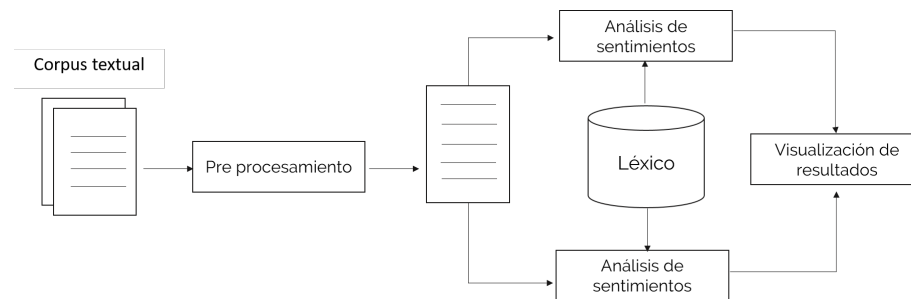 Corpus textual
Pre procesamiento
Análisis de
sentimientos
Léxico
Visualización de
resultados
Análisis de
sentimientos